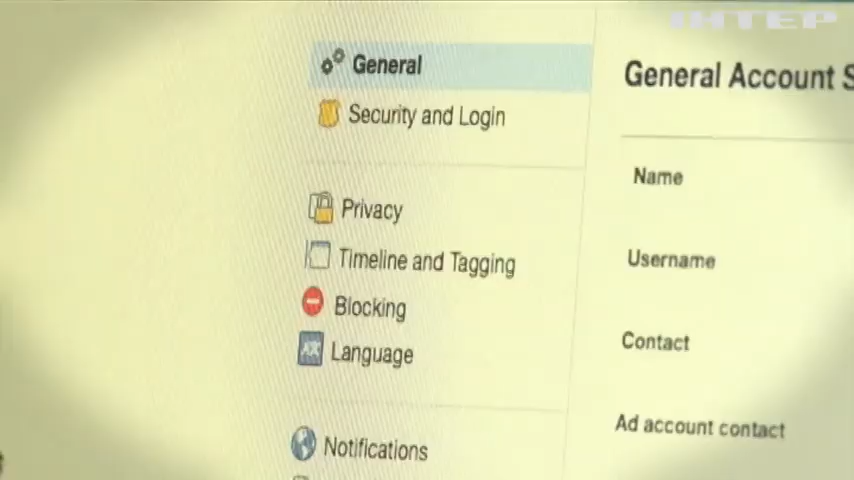 ІНТЕР
General
Security and Login
Privacy
Timeline and Tagging
Blocking
Language
Notifications
General Account S
Name
Username
Contact
Ad account contact